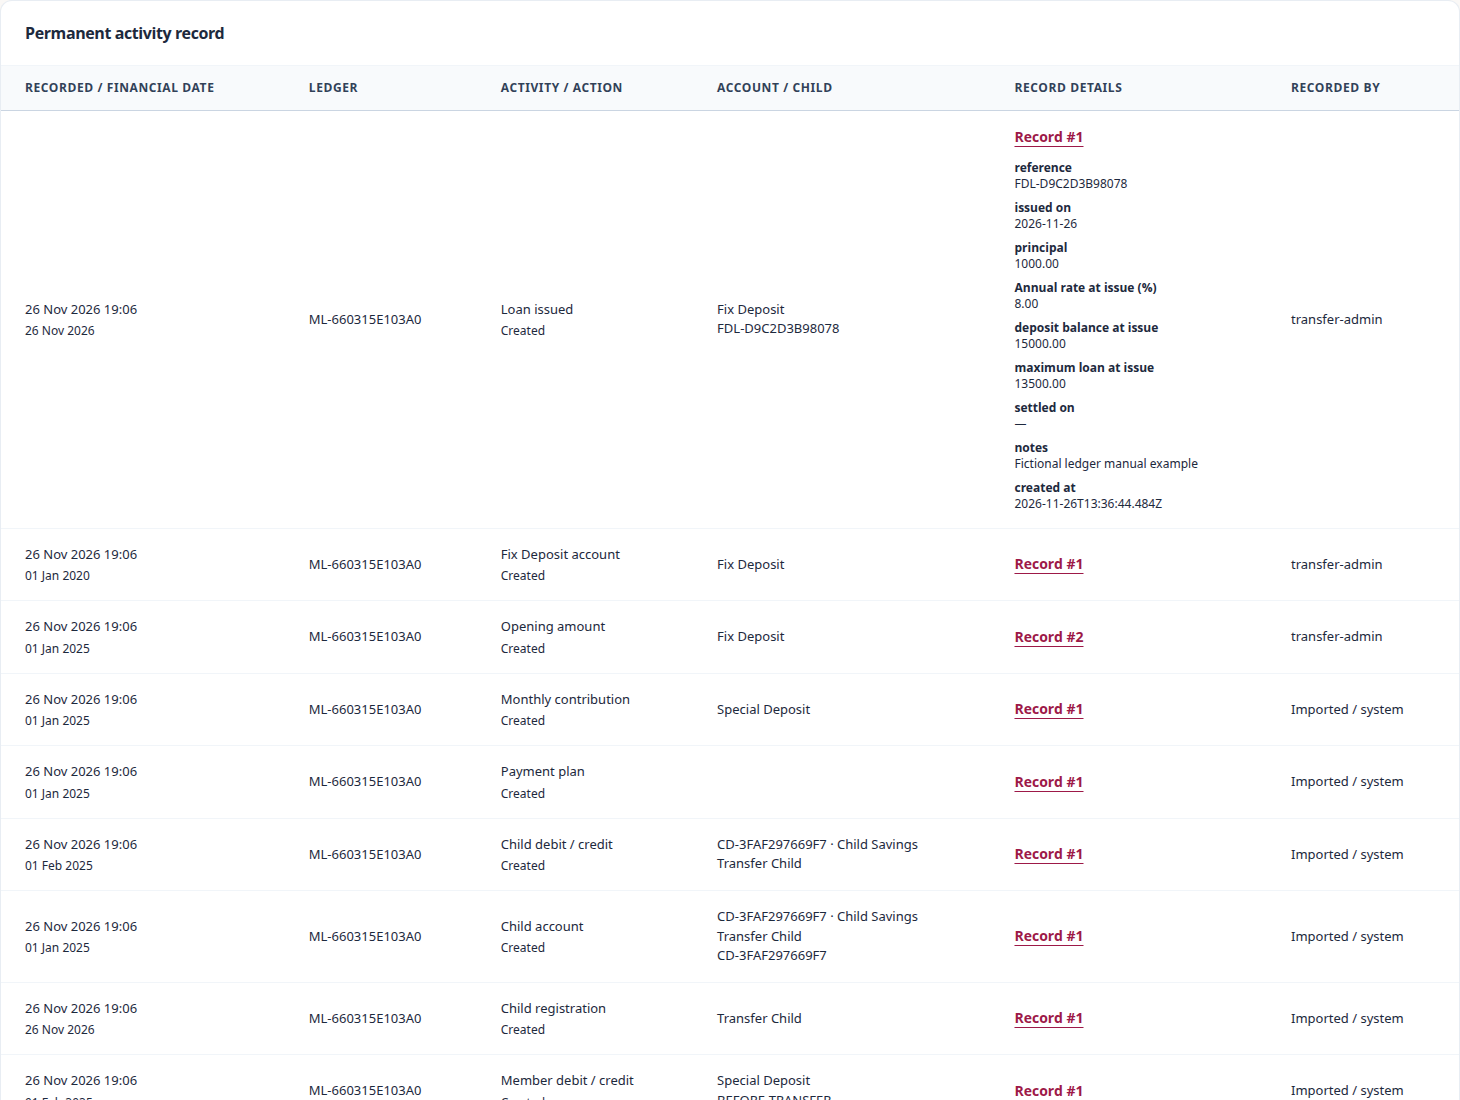 Permanent activity record
RECORDED / FINANCIAL DATE LEDGER ACTIVITY / ACTION ACCOUNT / CHILD RECORD DETAILS RECORDED BY
26 Nov 2026 19:06
26 Nov 2026
ML-660315E103A0
Loan issued
Created
Fix Deposit
FDL-D9C2D3B98078
Record #1
reference
FDL-D9C2D3B98078
issued on
2026-11-26
principal
1000.00
Annual rate at issue (%)
8.00
deposit balance at issue
15000.00
maximum loan at issue
13500.00
settled on
—
notes
Fictional ledger manual example
created at
2026-11-26T13:36:44.484Z
transfer-admin
26 Nov 2026 19:06
01 Jan 2020
ML-660315E103A0
Fix Deposit account
Created
Fix Deposit
Record #1
transfer-admin
26 Nov 2026 19:06
01 Jan 2025
ML-660315E103A0
Opening amount
Created
Fix Deposit
Record #2
transfer-admin
26 Nov 2026 19:06
01 Jan 2025
ML-660315E103A0
Monthly contribution
Created
Special Deposit
Record #1
Imported / system
26 Nov 2026 19:06
01 Jan 2025
ML-660315E103A0
Payment plan
Created
Record #1
Imported / system
26 Nov 2026 19:06
01 Feb 2025
ML-660315E103A0
Child debit / credit
Created
CD-3FAF297669F7 · Child Savings
Transfer Child
Record #1
Imported / system
26 Nov 2026 19:06
01 Jan 2025
ML-660315E103A0
Child account
Created
CD-3FAF297669F7 · Child Savings
Transfer Child
CD-3FAF297669F7
Record #1
Imported / system
26 Nov 2026 19:06
26 Nov 2026
ML-660315E103A0
Child registration
Created
Transfer Child
Record #1
Imported / system
26 Nov 2026 19:06
ML-660315E103A0
Member debit / credit
Special Deposit
Record #1
Imported / system